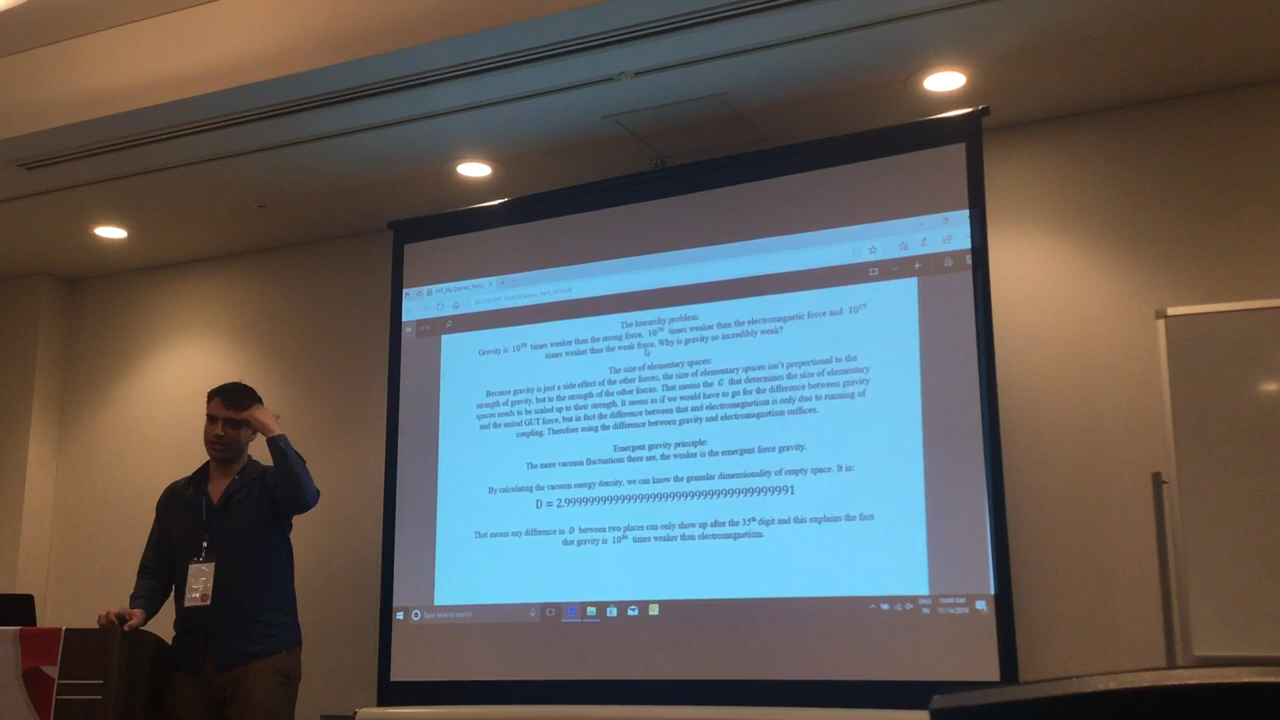 The hierarchy problem:
Gravity is 10³⁸ times weaker than the strong force, 10³⁶ times weaker than the electromagnetic force and 10²⁹
times weaker than the weak force. Why is gravity so incredibly weak?
The size of elementary spaces:
Because gravity is just a side effect of the other forces, the size of elementary spaces isn't proportional to the
strength of gravity, but to the strength of the other forces. That means the G that determines the size of elementary
spaces needs to be scaled up to their strength. It seems as if we would have to go for the difference between gravity
and the united GUT force, but in fact the difference between that and electromagnetism is only due to running of
coupling. Therefore using the difference between gravity and electromagnetism suffices.
Emergent gravity principle:
The more vacuum fluctuations there are, the weaker is the emergent force gravity.
By calculating the vacuum energy density, we can know the granular dimensionality of empty space. It is:
D = 2.99999999999999999999999999999999991
That means any difference in D between two places can only show up after the 35th digit and this explains the fact
that gravity is 10³⁶ times weaker than electromagnetism.
Type here to search